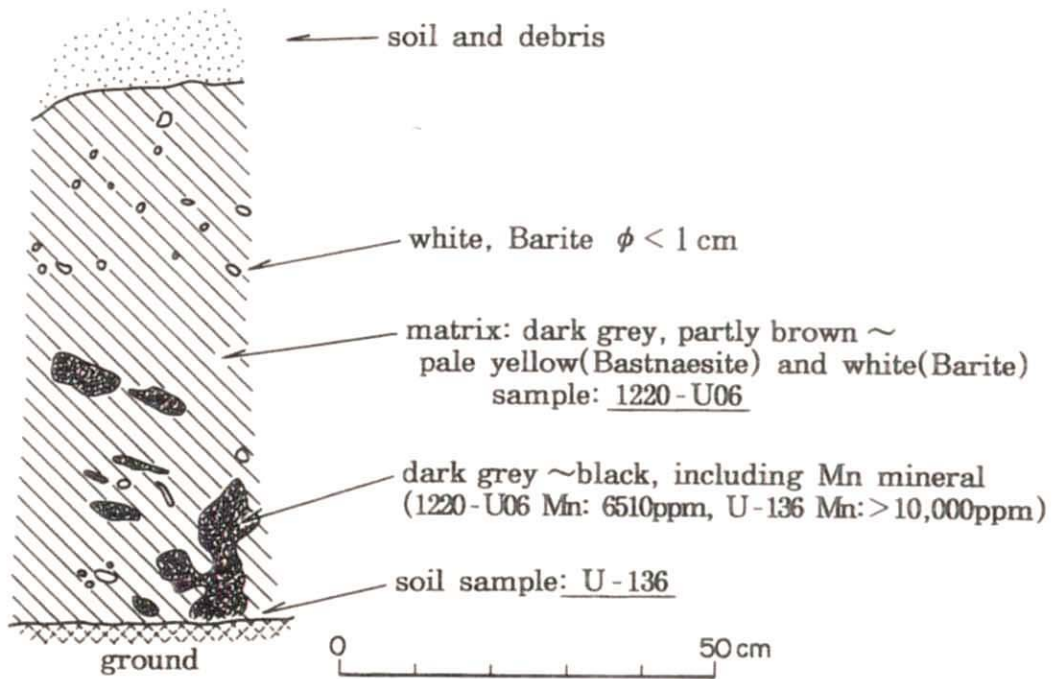 soil and debris
white, Barite ϕ < 1 cm
matrix: dark grey, partly brown ~
pale yellow(Bastnaesite) and white(Barite)
sample: 1220-U06
dark grey ~black, including Mn mineral
(1220-U06 Mn: 6510ppm, U-136 Mn:>10,000ppm)
soil sample: U-136
ground
0 50 cm